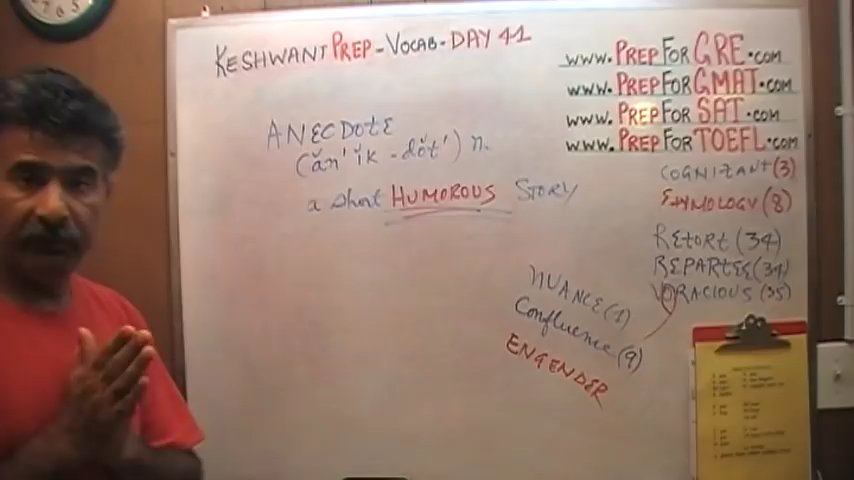 KESHWANT PREP - VOCAB - DAY 41
www.PREPFORGRE.com
www.PREPFORGMAT.com
www.PREPFORSAT.com
www.PREPFORTOEFL.com
ANECDOTE
(ăn' ĭk - dōt') n.
a short HUMOROUS STORY
COGNIZANT (3)
ETYMOLOGY (8)
RETORT (34)
REPARTEE (34)
VORACIOUS (35)
NUANCE (1)
Confluence (9)
ENGENDER